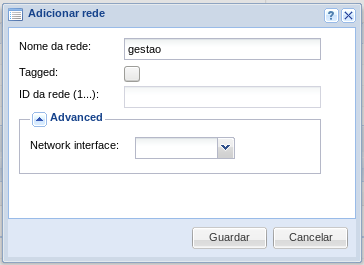 Adicionar rede
Nome da rede: gestao
Tagged:
ID da rede (1...):
Advanced
Network interface:
Guardar Cancelar